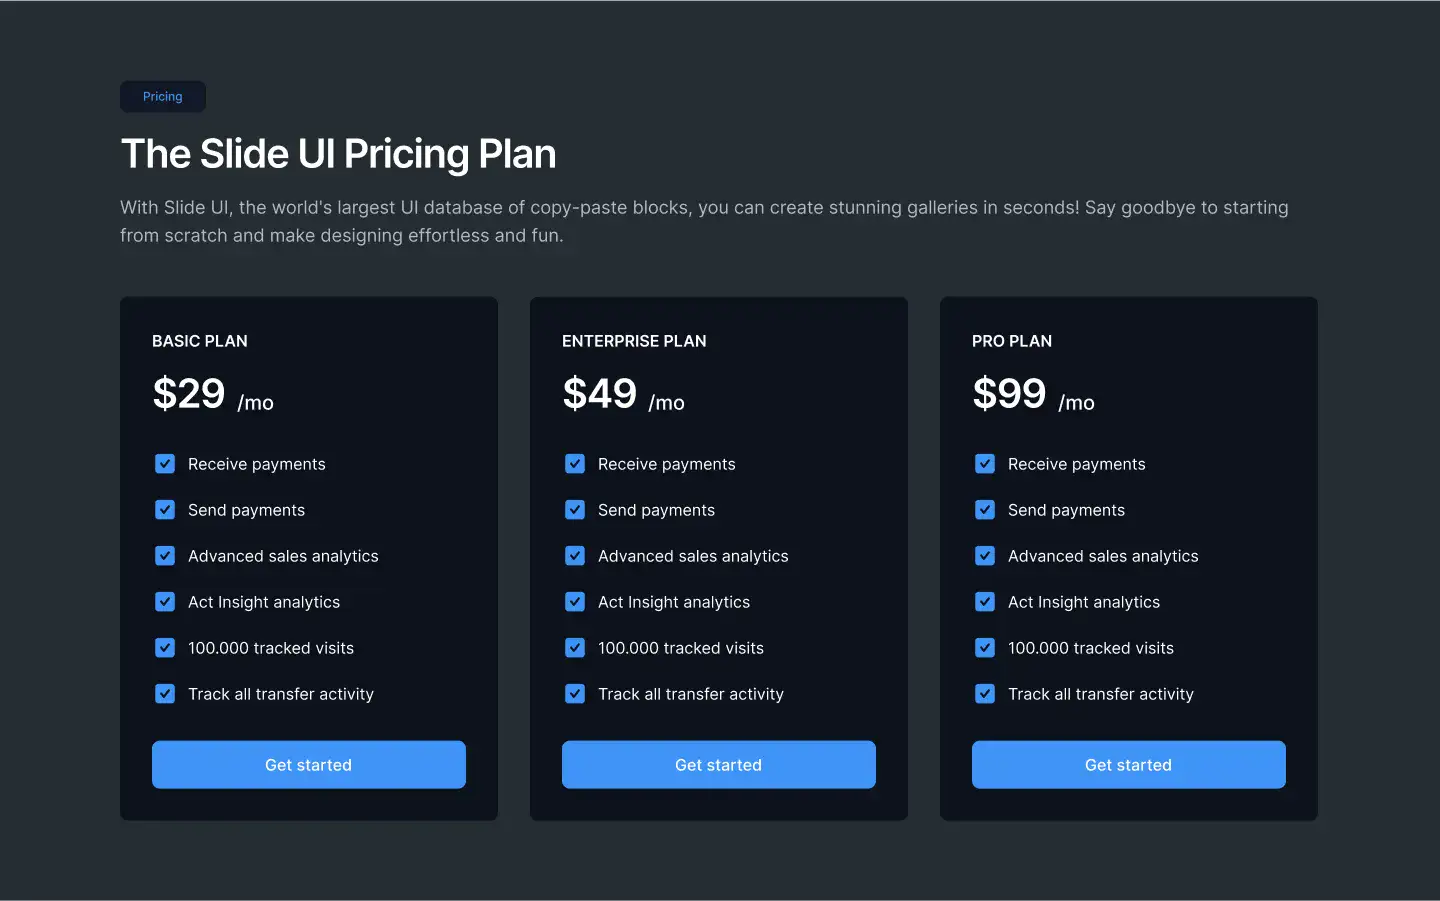 Pricing
The Slide UI Pricing Plan
With Slide UI, the world's largest UI database of copy-paste blocks, you can create stunning galleries in seconds! Say goodbye to starting
from scratch and make designing effortless and fun.
BASIC PLAN
$29 /mo
Receive payments
Send payments
Advanced sales analytics
Act Insight analytics
100.000 tracked visits
Track all transfer activity
Get started
ENTERPRISE PLAN
$49 /mo
Receive payments
Send payments
Advanced sales analytics
Act Insight analytics
100.000 tracked visits
Track all transfer activity
Get started
PRO PLAN
$99 /mo
Receive payments
Send payments
Advanced sales analytics
Act Insight analytics
100.000 tracked visits
Track all transfer activity
Get started